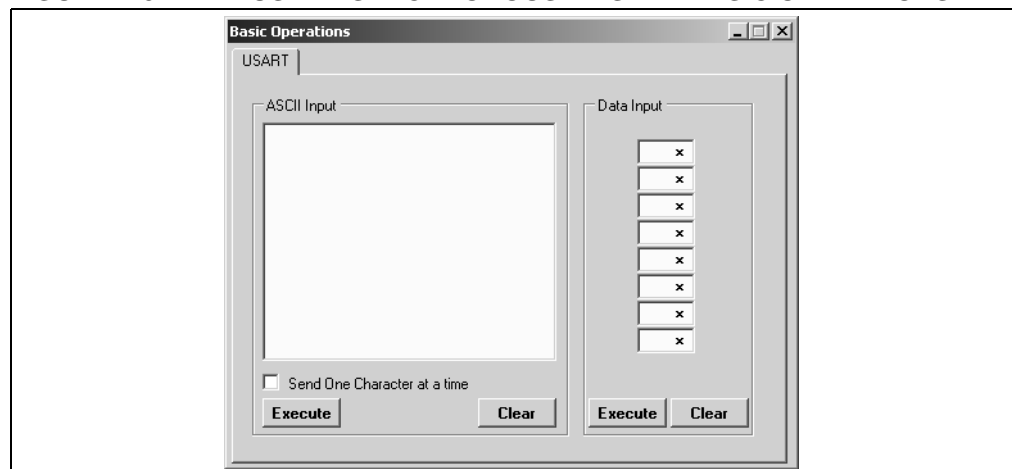 Basic Operations
USART
ASCII Input
Data Input
x
x
x
x
x
x
x
x
Send One Character at a time
Execute Clear Execute Clear